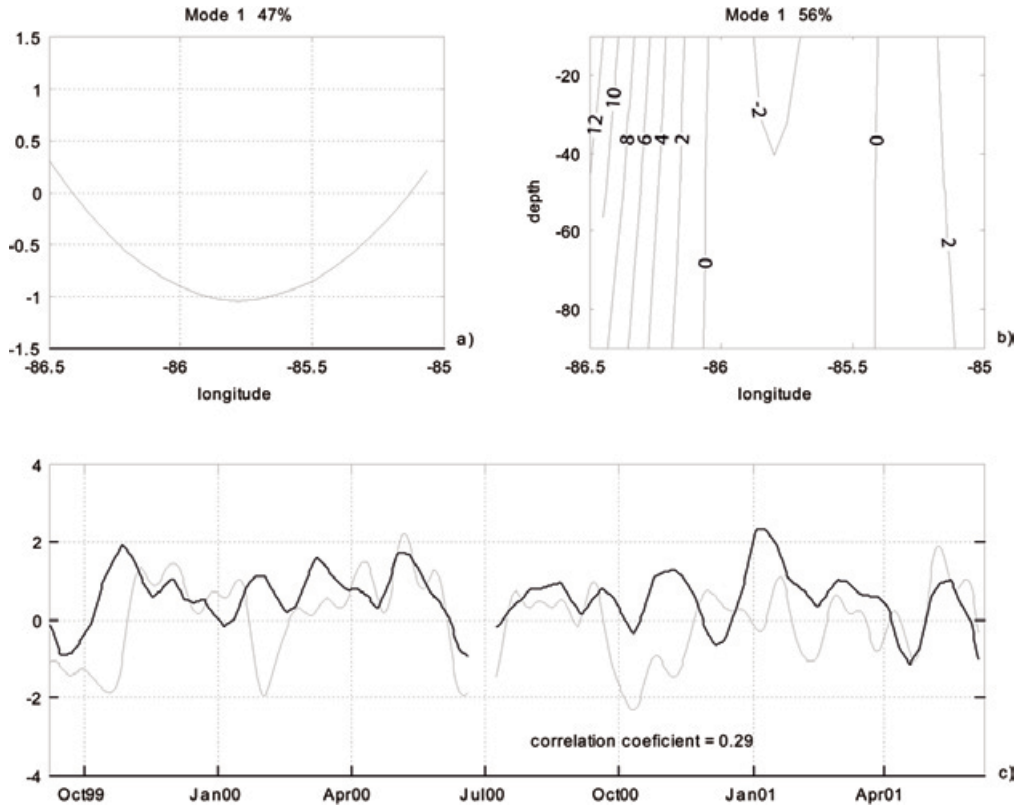 Mode 1 47%
1.5
1
0.5
0
-0.5
-1
-1.5
-86.5
-86
-85.5
-85
longitude
a)
Mode 1 56%
-20
-40
-60
-80
depth
12
10
8
6
4
2
0
-2
0
2
-86.5
-86
-85.5
-85
longitude
b)
4
2
0
-2
-4
correlation coeficient = 0.29
Oct99
Jan00
Apr00
Jul00
Oct00
Jan01
Apr01
c)